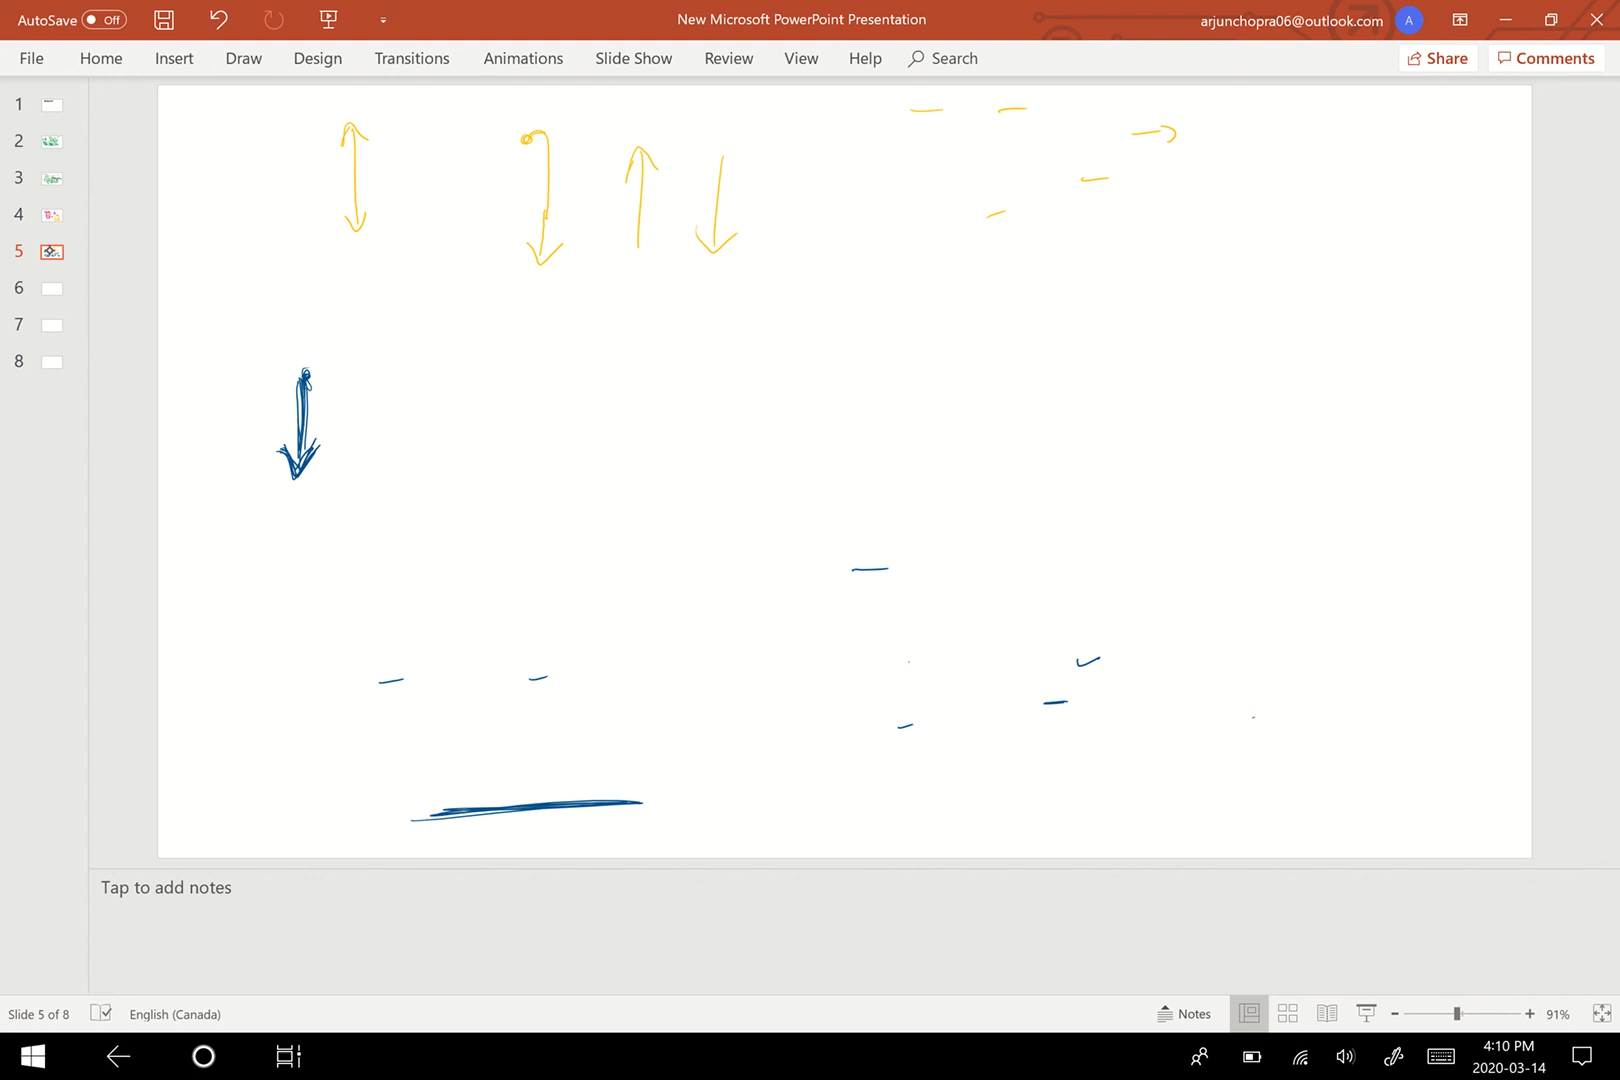 AutoSave Off New Microsoft PowerPoint Presentation arjunchopra06@outlook.com A
File Home Insert Draw Design Transitions Animations Slide Show Review View Help Search Share Comments
1
2
3
4
5
6
7
8
Tap to add notes
Slide 5 of 8 English (Canada) Notes 91%
4:10 PM
2020-03-14